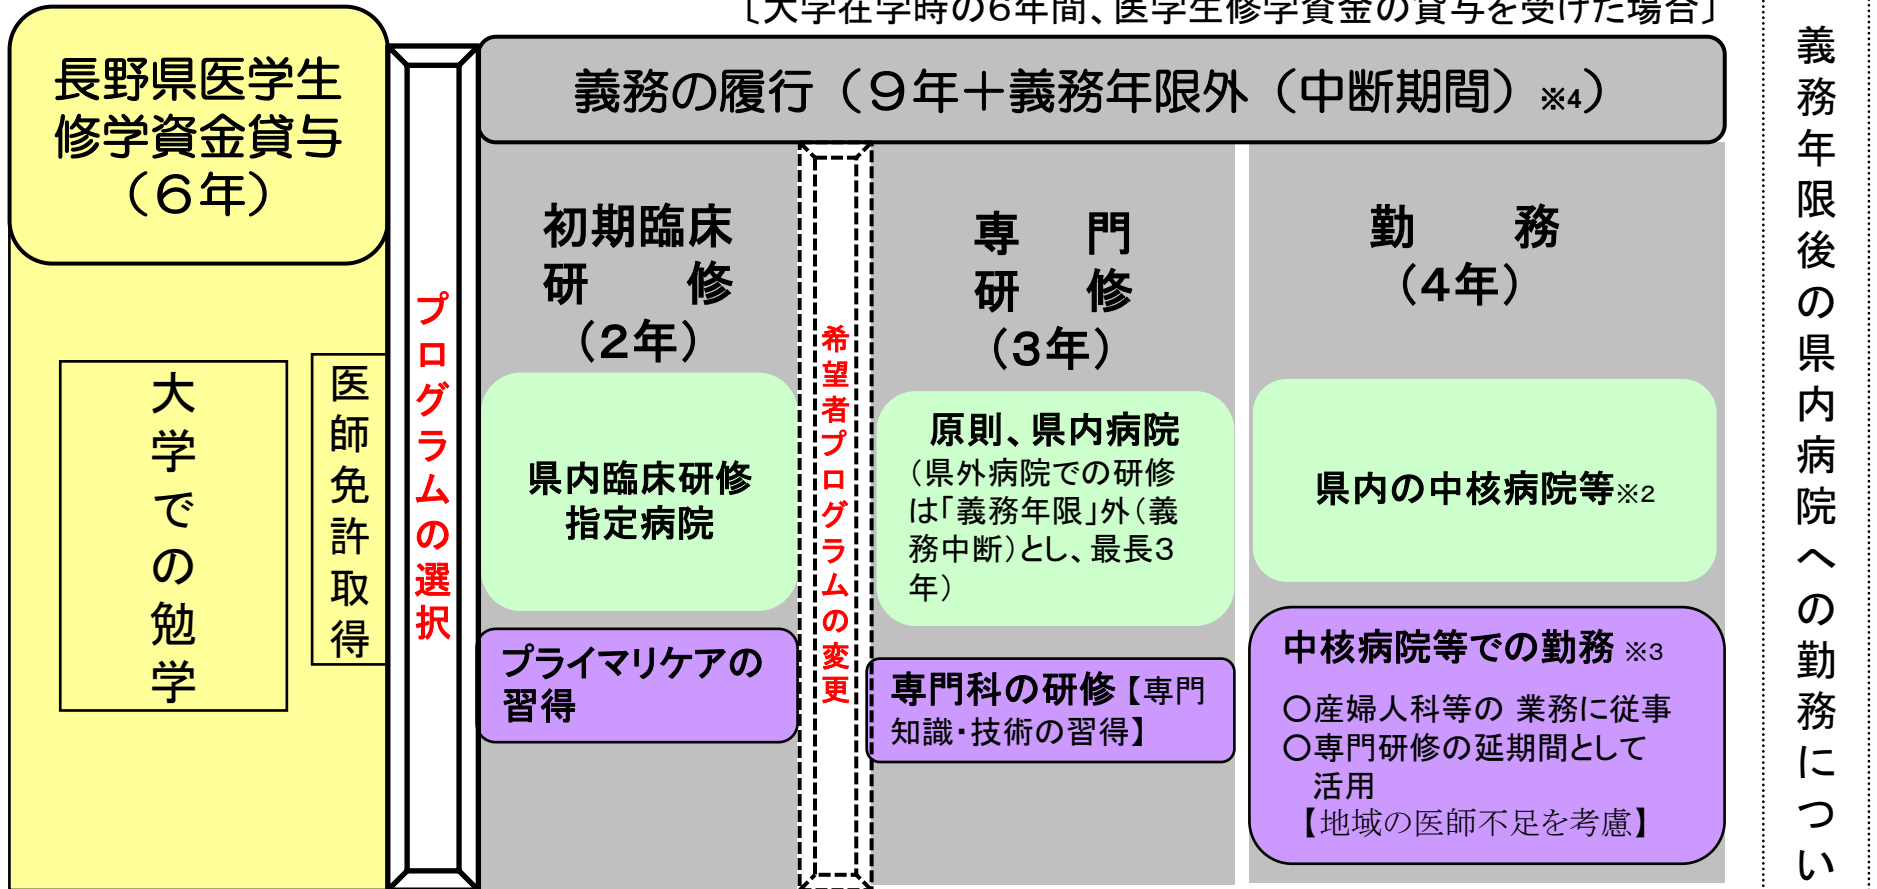 〔大学在学時の6年間、医学生修学資金の貸与を受けた場合〕
長野県医学生
修学資金貸与
（6年）
大学での勉学
医師免許取得
プログラムの選択
義務の履行（9年＋義務年限外（中断期間）※4）
初期臨床
研　　修
（2年）
県内臨床研修
指定病院
プライマリケアの
習得
希望者プログラムの変更
専　門
研　修
（3年）
原則、県内病院
（県外病院での研修
は「義務年限」外（義
務中断）とし、最長3
年）
専門科の研修【専門
知識・技術の習得】
勤　　務
（4年）
県内の中核病院等※2
中核病院等での勤務 ※3
○産婦人科等の 業務に従事
○専門研修の延期間として
活用
【地域の医師不足を考慮】
義務年限後の県内病院への勤務につい